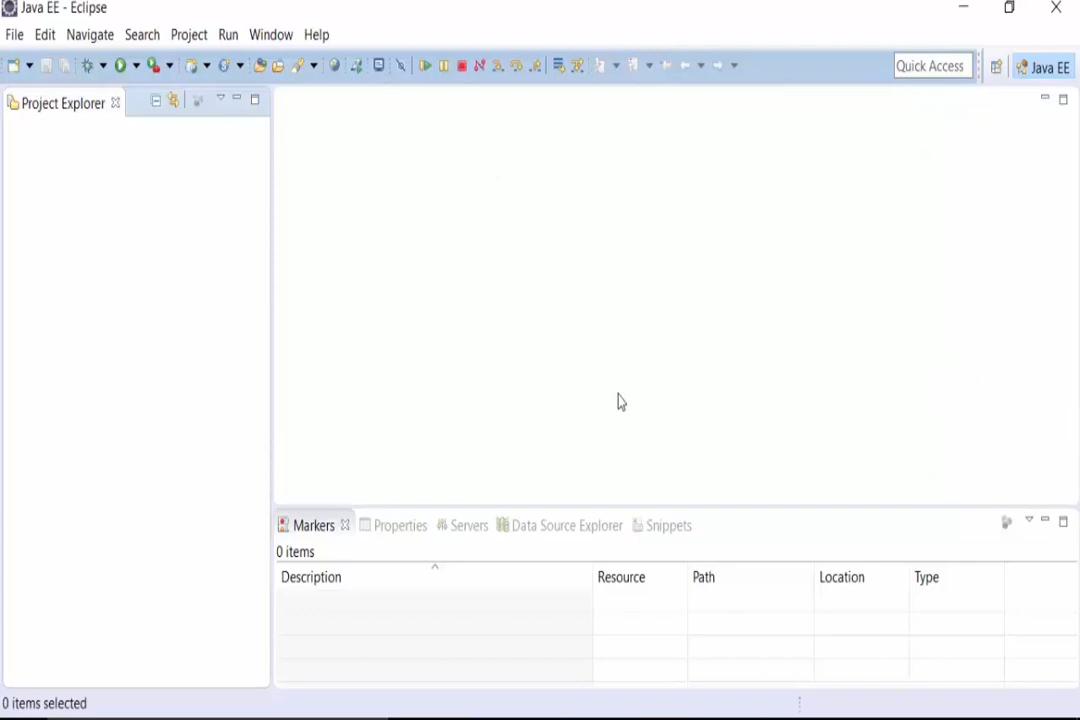 Java EE - Eclipse
File Edit Navigate Search Project Run Window Help
Quick Access Java EE
Project Explorer
Markers Properties Servers Data Source Explorer Snippets
0 items
Description Resource Path Location Type
0 items selected